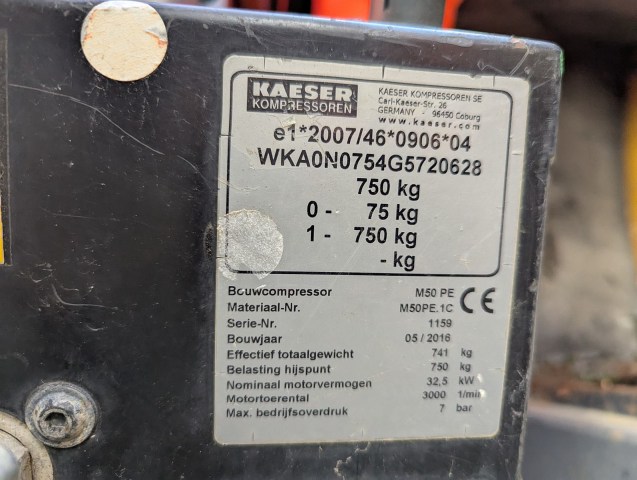 KAESER
KOMPRESSOREN
KAESER KOMPRESSOREN SE
Carl-Kaeser-Str. 26
GERMANY - 96450 Coburg
www.kaeser.com
e1*2007/46*0906*04
WKA0N0754G5720628
750 kg
0 - 75 kg
1 - 750 kg
- kg
Bouwcompressor M50 PE
Materiaal-Nr. M50PE.1C
CE
Serie-Nr. 1159
Bouwjaar 05/2016
Effectief totaalgewicht 741 kg
Belasting hijspunt 750 kg
Nominaal motorvermogen 32,5 kW
Motortoerental 3000 1/min
Max. bedrijfsoverdruk 7 bar